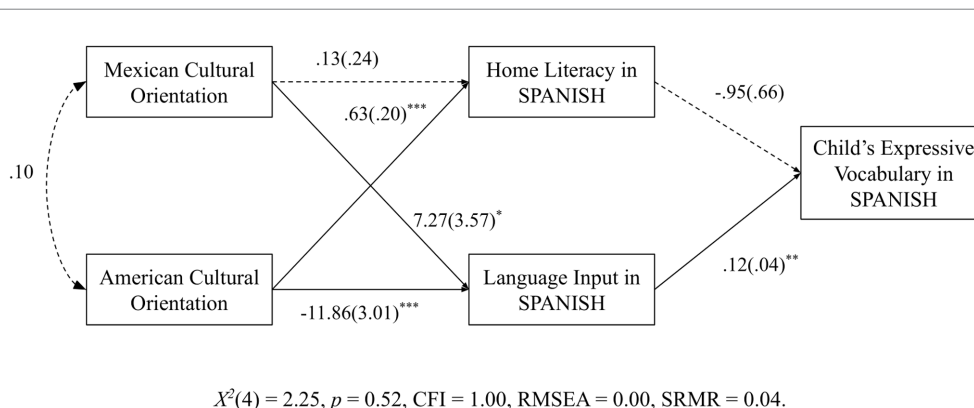 .13(.24)
Mexican Cultural
Orientation
Home Literacy in
SPANISH
-.95(.66)
.63(.20)***
Child's Expressive
Vocabulary in
SPANISH
.10
7.27(3.57)*
American Cultural
Orientation
Language Input in
SPANISH
.12(.04)**
-11.86(3.01)***
X²(4) = 2.25, p = 0.52, CFI = 1.00, RMSEA = 0.00, SRMR = 0.04.